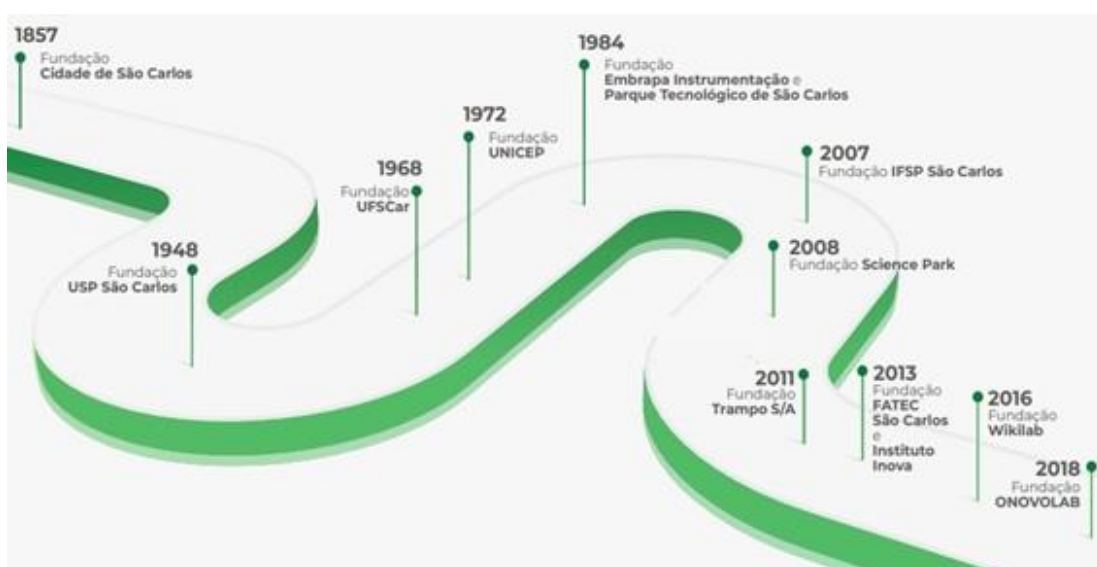 1857
Fundação
Cidade de São Carlos
1948
Fundação
USP São Carlos
1968
Fundação
UFSCar
1972
Fundação
UNICEP
1984
Fundação
Embrapa Instrumentação e
Parque Tecnológico de São Carlos
2007
Fundação IFSP São Carlos
2008
Fundação Science Park
2011
Fundação
Trampo S/A
2013
Fundação
FATEC
São Carlos
e
Instituto
Inova
2016
Fundação
Wikilab
2018
Fundação
ONOVOLAB